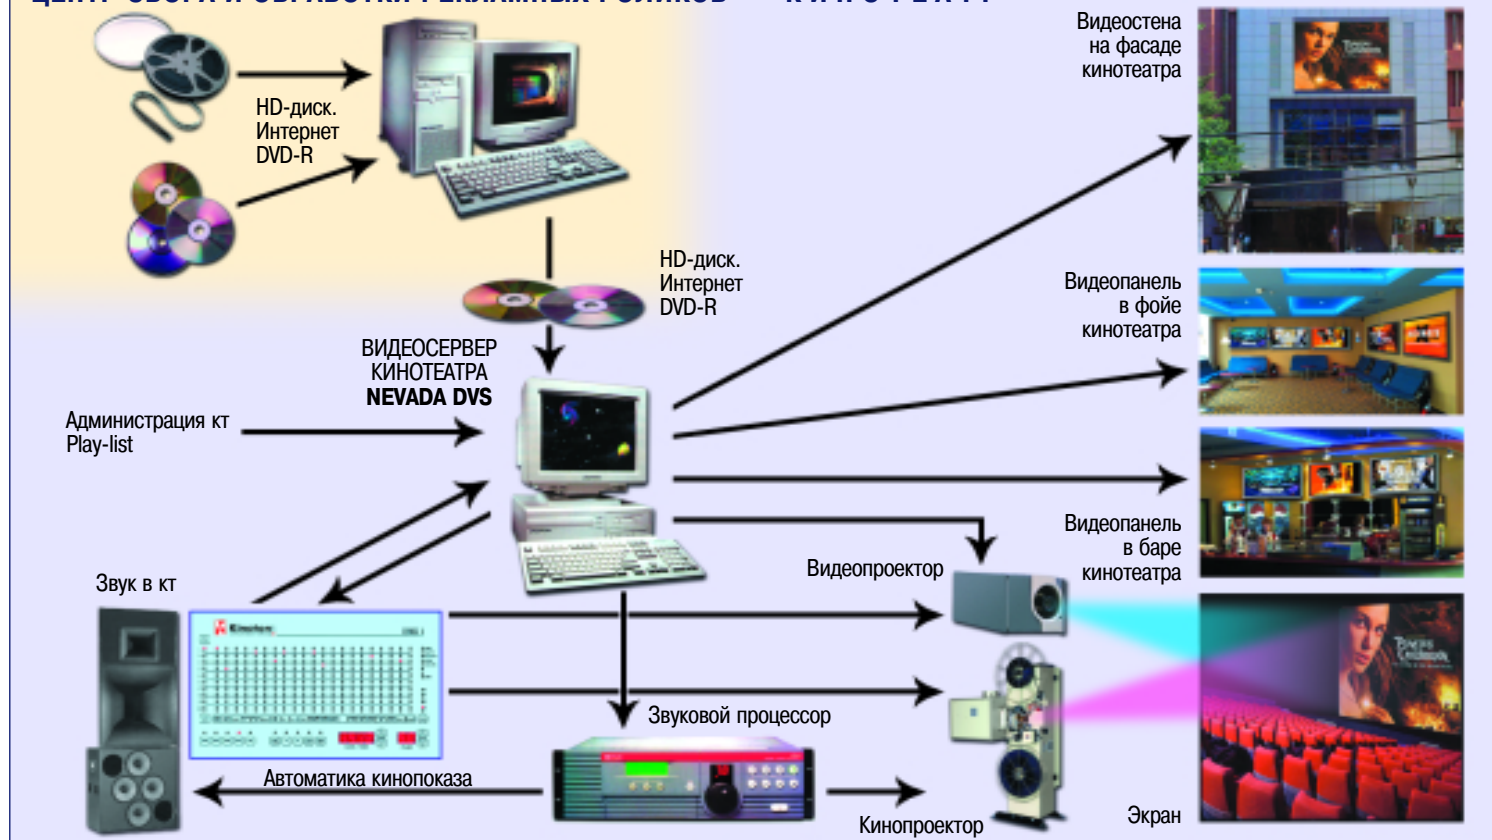 Видеостена
на фасаде
кинотеатра
HD-диск.
Интернет
DVD-R
HD-диск.
Интернет
DVD-R
Видеопанель
в фойе
кинотеатра
ВИДЕОСЕРВЕР
КИНОТЕАТРА
NEVADA DVS
Администрация кт
Play-list
Видеопанель
в баре
кинотеатра
Видеопроектор
Звук в кт
Kinoton
Звуковой процессор
Автоматика кинопоказа
Кинопроектор
Экран